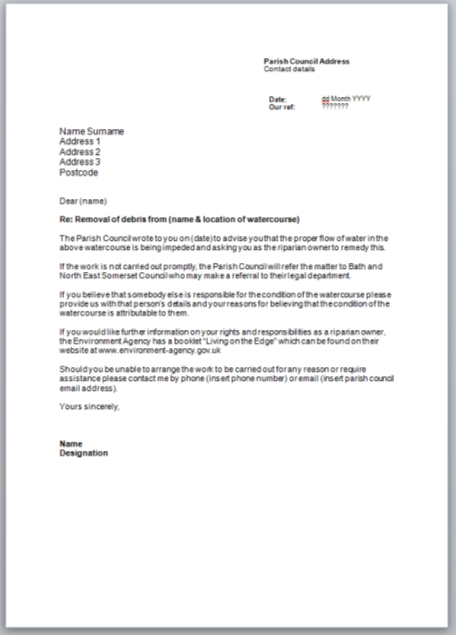 Parish Council Address
Contact details
Date: dd Month YYYY
Our ref: ???????
Name Surname
Address 1
Address 2
Address 3
Postcode
Dear (name)
Re: Removal of debris from (name & location of watercourse)
The Parish Council wrote to you on (date) to advise you that the proper flow of water in the
above watercourse is being impeded and asking you as the riparian owner to remedy this.
If the work is not carried out promptly, the Parish Council will refer the matter to Bath and
North East Somerset Council who may make a referral to their legal department.
If you believe that somebody else is responsible for the condition of the watercourse please
provide us with that person's details and your reasons for believing that the condition of the
watercourse is attributable to them.
If you would like further information on your rights and responsibilities as a riparian owner,
the Environment Agency has a booklet "Living on the Edge" which can be found on their
website at www.environment-agency.gov.uk
Should you be unable to arrange the work to be carried out for any reason or require
assistance please contact me by phone (insert phone number) or email (insert parish council
email address).
Yours sincerely,
Name
Designation